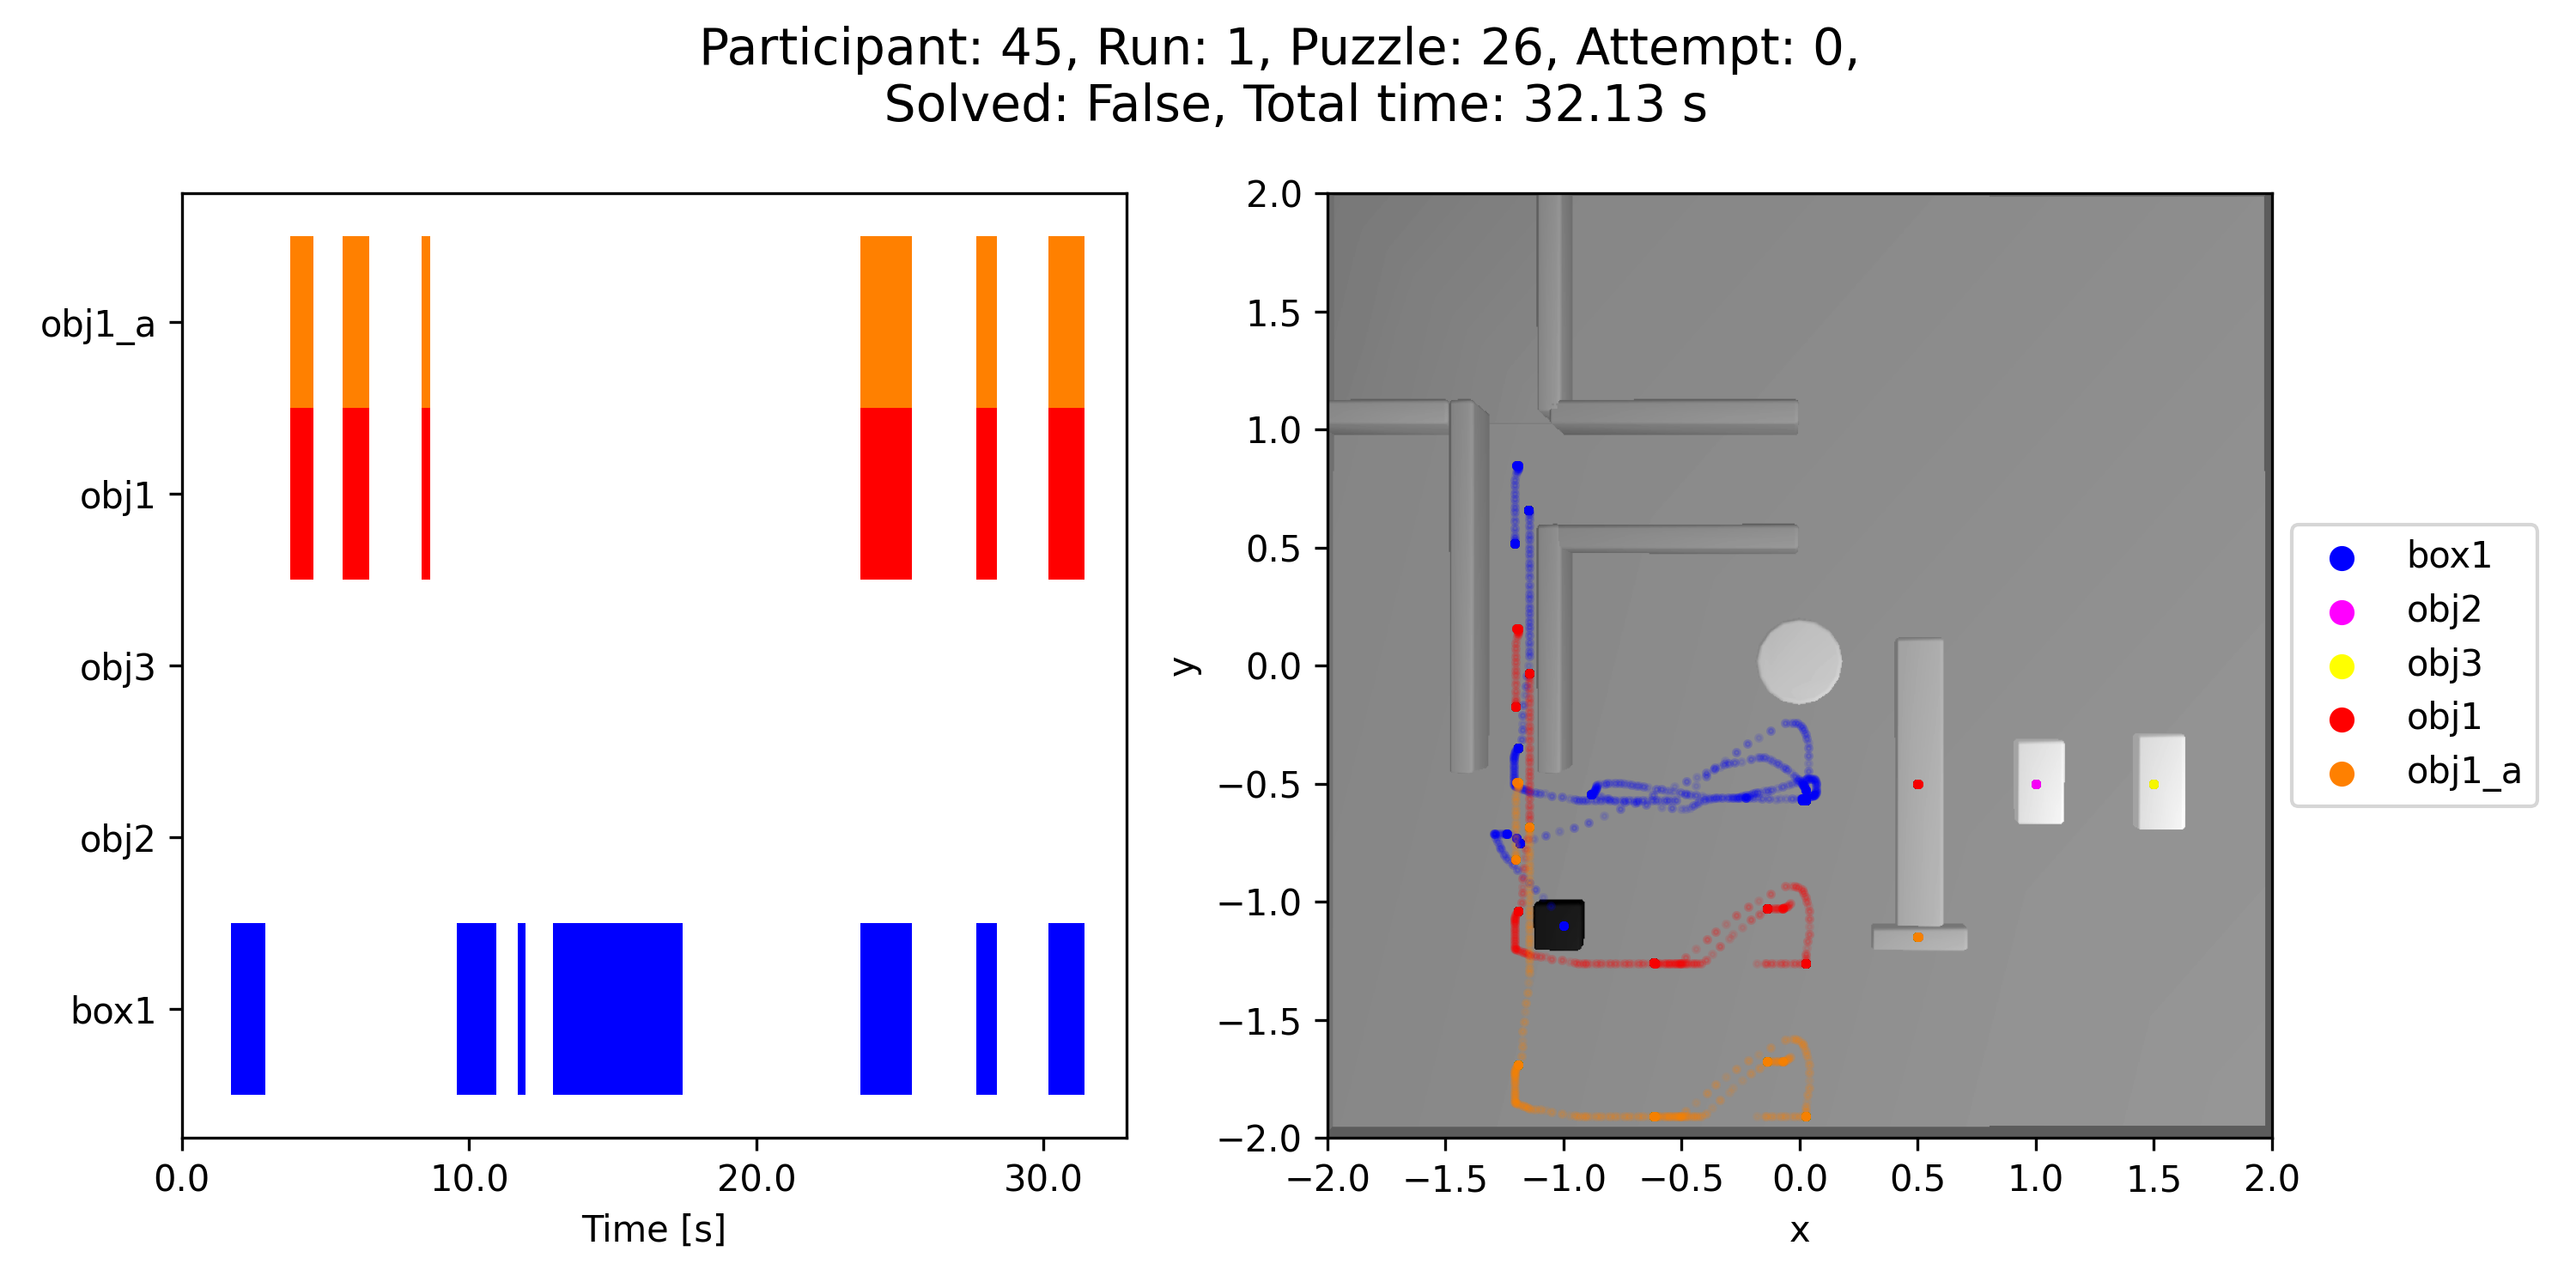 Participant: 45, Run: 1, Puzzle: 26, Attempt: 0,
Solved: False, Total time: 32.13 s
obj1_a
obj1
obj3
obj2
box1
0.0 10.0 20.0 30.0
Time [s]
2.0
1.5
1.0
0.5
0.0
−0.5
−1.0
−1.5
−2.0
y
−2.0 −1.5 −1.0 −0.5 0.0 0.5 1.0 1.5 2.0
x
box1
obj2
obj3
obj1
obj1_a